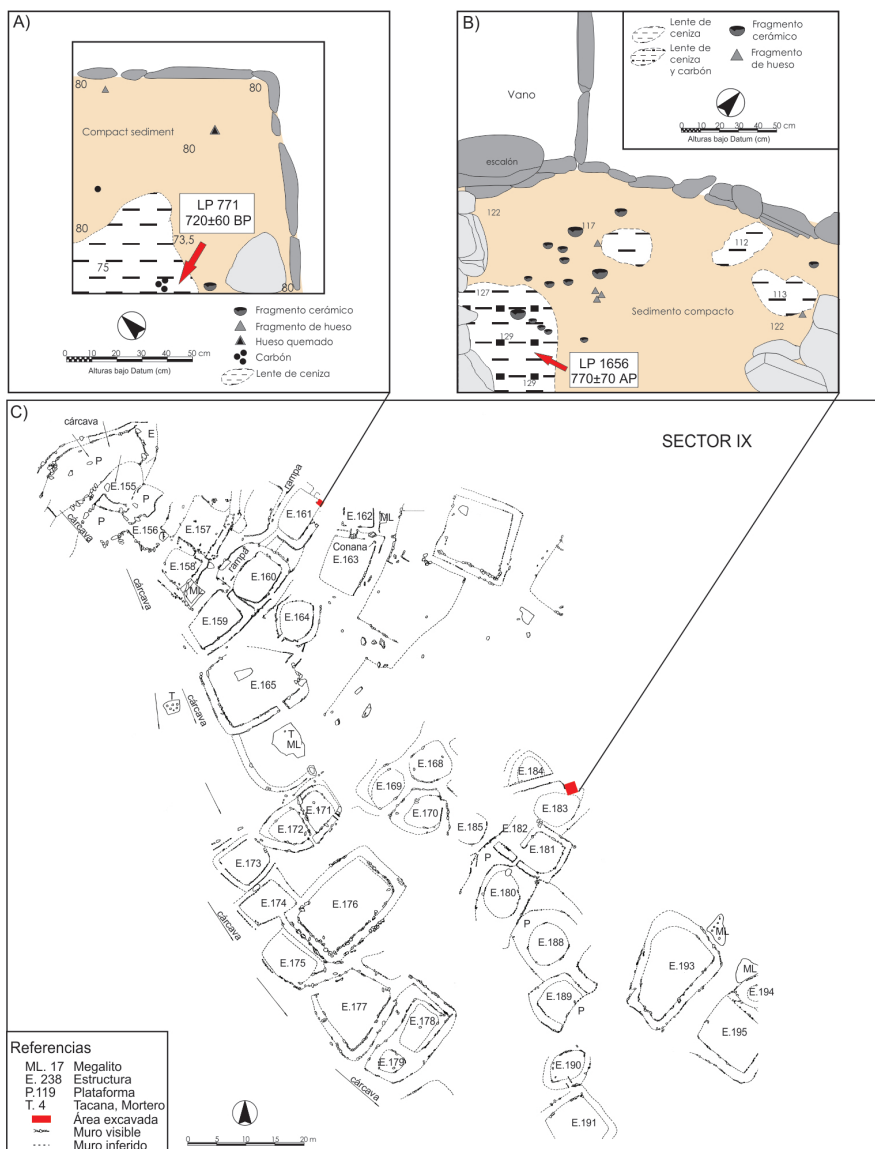 A)
80
80
Compact sediment
80
80
LP 771
720±60 BP
73,5
75
80
Fragmento cerámico
Fragmento de hueso
Hueso quemado
Carbón
Lente de ceniza
0 10 20 30 40 50 cm
Alturas bajo Datum (cm)
B)
Lente de
ceniza
Fragmento
cerámico
Lente de
ceniza
y carbón
Fragmento
de hueso
0 10 20 30 40 50 cm
Alturas bajo Datum (cm)
Vano
escalón
122
117
112
127
113
Sedimento compacto
122
129
129
LP 1656
770±70 AP
C)
SECTOR IX
cárcava
E
P
E.155
P
P
cárcava
E.156
E.157
rampa
E.161
E.162
ML
Conana
E.163
?
E.158
rampa
E.160
ML
cárcava
E.159
E.164
E.165
T
cárcava
T
ML
E.168
E.184
E.169
E.183
E.171
E.170
E.172
E.185
E.182
E.181
P
E.173
E.180
E.174
E.176
P
cárcava
E.188
ML
E.175
E.193
ML
E.189
E.194
P
E.177
E.178
E.195
E.179
E.190
cárcava
E.191
Referencias
ML. 17 Megalito
E. 238 Estructura
P.119 Plataforma
T. 4 Tacana, Mortero
Área excavada
Muro visible
Muro inferido
0 10 20 m